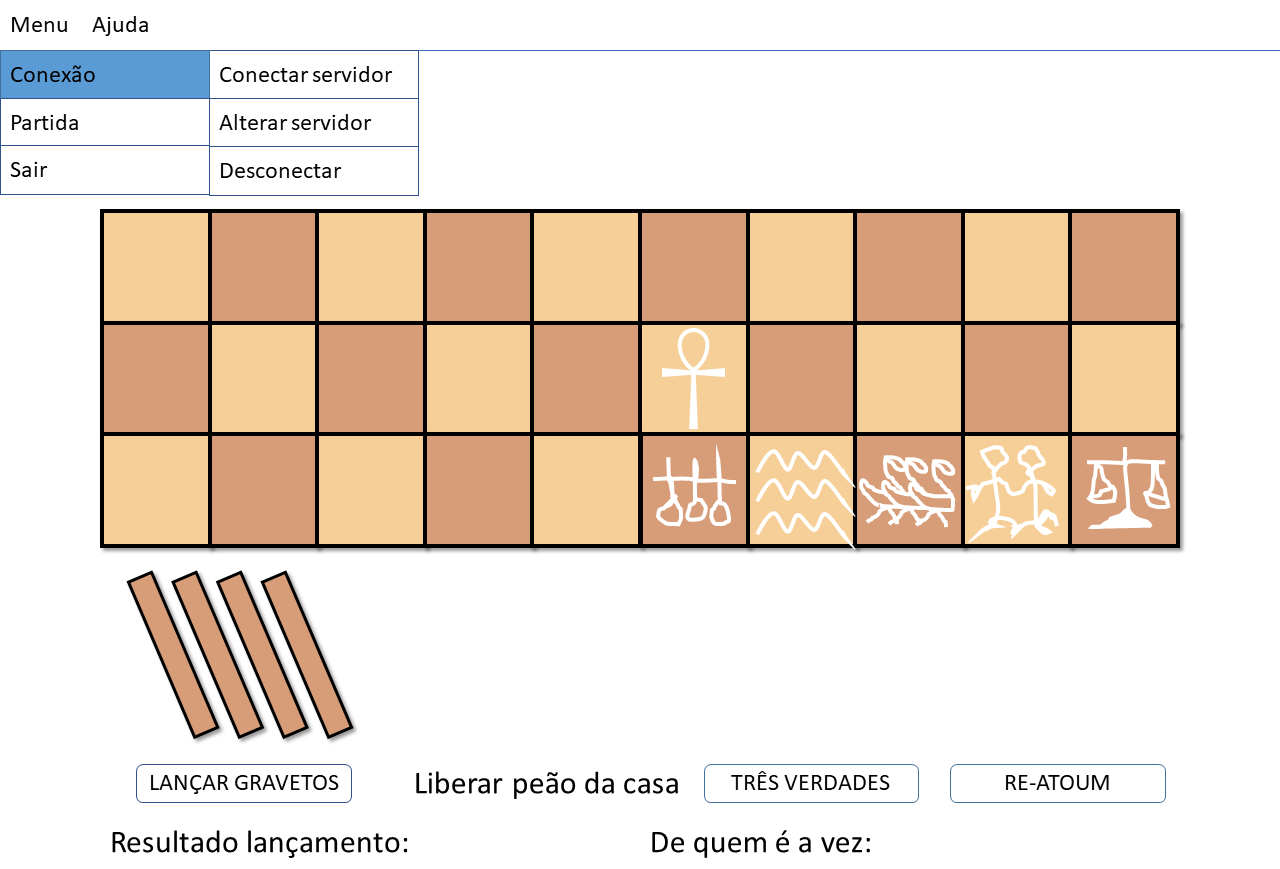 Menu Ajuda
Conexão Conectar servidor
Partida Alterar servidor
Sair Desconectar
LANÇAR GRAVETOS Liberar peão da casa TRÊS VERDADES RE-ATOUM
Resultado lançamento: De quem é a vez: